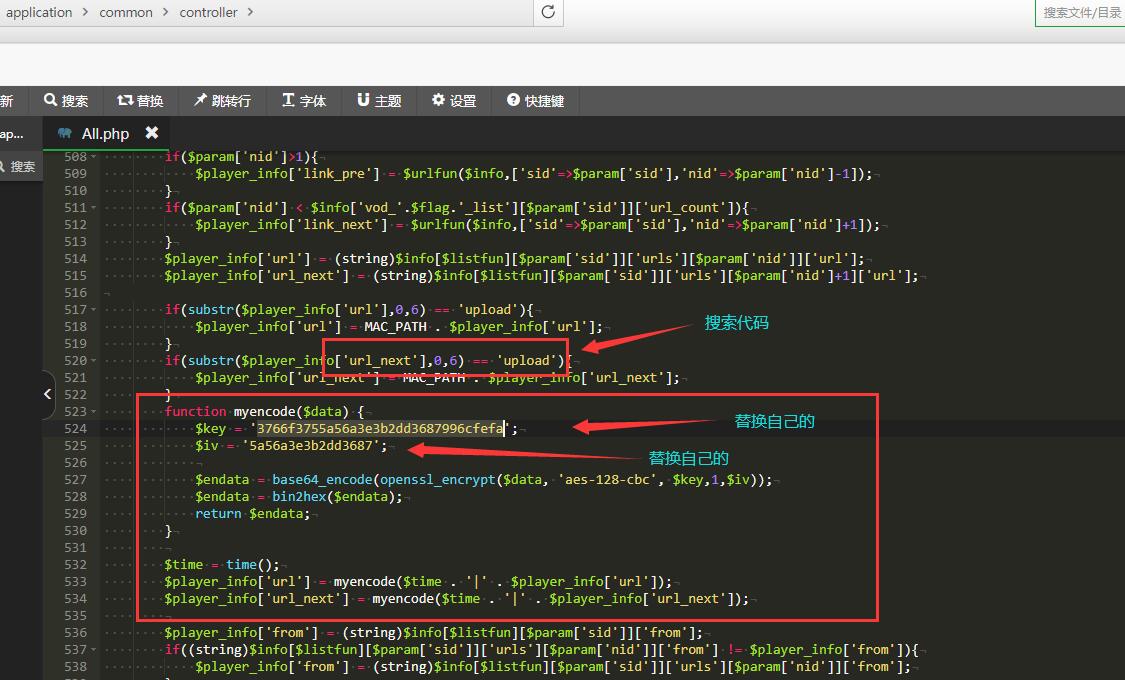 application > common > controller >
搜索文件/目录
新 搜索 替换 跳转行 字体 主题 设置 快捷键
ap... All.php
搜索
508 if($param['nid']>1){
509 $player_info['link_pre'] = $urlfun($info,['sid'=>$param['sid'],'nid'=>$param['nid']-1]);
510 }
511 if($param['nid'] < $info['vod_'.$flag.'_list'][$param['sid']]['url_count']){
512 $player_info['link_next'] = $urlfun($info,['sid'=>$param['sid'],'nid'=>$param['nid']+1]);
513 }
514 $player_info['url'] = (string)$info[$listfun][$param['sid']]['urls'][$param['nid']]['url'];
515 $player_info['url_next'] = (string)$info[$listfun][$param['sid']]['urls'][$param['nid']+1]['url'];
516
517 if(substr($player_info['url'],0,6) == 'upload'){
518 $player_info['url'] = MAC_PATH . $player_info['url'];
搜索代码
519 }
520 if(substr($player_info['url_next'],0,6) == 'upload'){
521 $player_info['url_next'] = MAC_PATH . $player_info['url_next'];
522 }
523 function myencode($data) {
524 $key = '3766f3755a56a3e3b2dd3687996cfefa';
替换自己的
525 $iv = '5a56a3e3b2dd3687';
替换自己的
526
527 $endata = base64_encode(openssl_encrypt($data, 'aes-128-cbc', $key,1,$iv));
528 $endata = bin2hex($endata);
529 return $endata;
530 }
531
532 $time = time();
533 $player_info['url'] = myencode($time . '|' . $player_info['url']);
534 $player_info['url_next'] = myencode($time . '|' . $player_info['url_next']);
535
536 $player_info['from'] = (string)$info[$listfun][$param['sid']]['from'];
537 if((string)$info[$listfun][$param['sid']]['urls'][$param['nid']]['from'] != $player_info['from']){
538 $player_info['from'] = (string)$info[$listfun][$param['sid']]['urls'][$param['nid']]['from'];